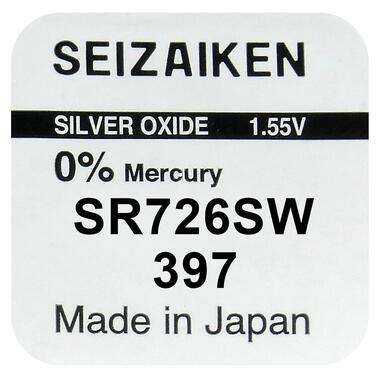 SEIZAIKEN
SILVER OXIDE 1.55V
0% Mercury
SR726SW
397
Made in Japan